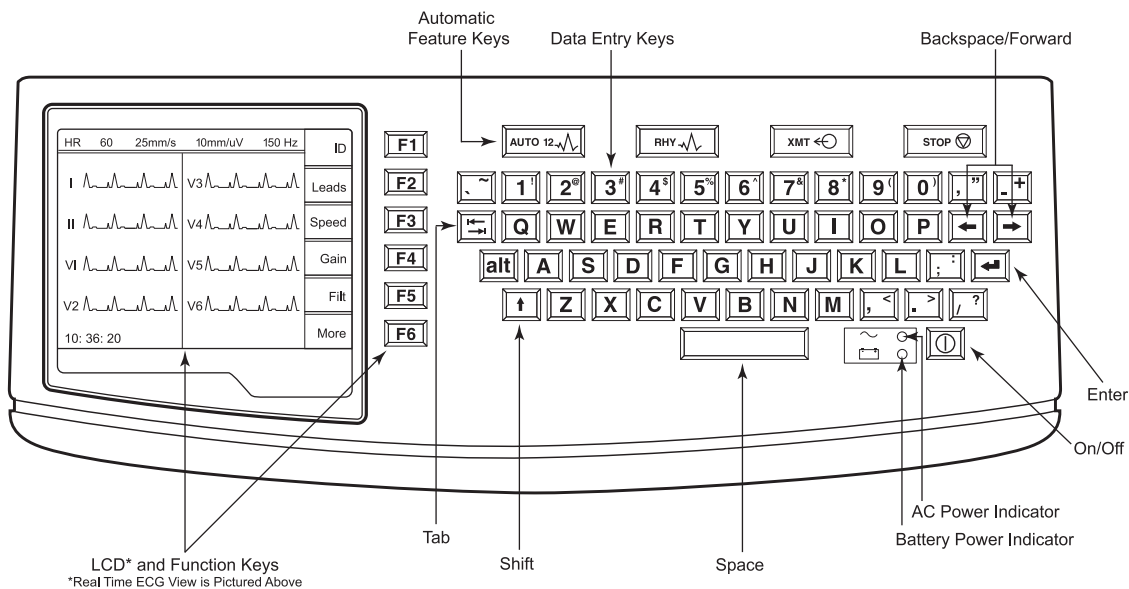 Automatic
Feature Keys
Data Entry Keys
Backspace/Forward
HR 60 25mm/s 10mm/uV 150 Hz ID
I V3 Leads
II V4 Speed
VI V5 Gain
V2 V6 Filt
10: 36: 20 More
F1
F2
F3
F4
F5
F6
AUTO 12 RHY XMT STOP
` ~ 1 ! 2 @ 3 # 4 $ 5 % 6 ^ 7 & 8 * 9 ( 0 ) , " - +
Q W E R T Y U I O P
alt A S D F G H J K L ; :
Z X C V B N M , < . > / ?
Enter
On/Off
AC Power Indicator
Battery Power Indicator
Tab
Shift
Space
LCD* and Function Keys
*Real Time ECG View is Pictured Above